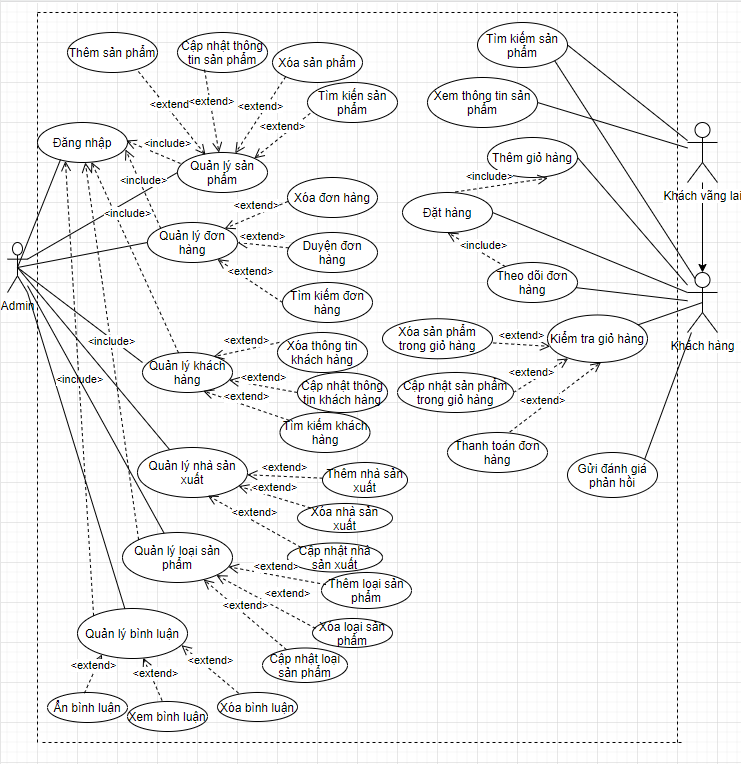 Thêm sản phẩm
Cập nhật thông
tin sản phẩm
Xóa sản phẩm
Tìm kiến sản
phẩm
<extend>
<extend>
<extend>
<extend>
Đăng nhập
<include>
Quản lý sản
phẩm
<include>
<include>
Xóa đơn hàng
<extend>
Quản lý đơn
hàng
<extend>
Duyện đơn
hàng
<extend>
Tìm kiếm đơn
hàng
Admin
<include>
<extend>
Xóa thông tin
khách hàng
Quản lý khách
hàng
<include>
<extend>
Cập nhật thông
tin khách hàng
<extend>
Tìm kiếm khách
hàng
Quản lý nhà sản
xuất
<extend>
Thêm nhà sản
xuất
<extend>
Xóa nhà sản
xuất
<extend>
Cập nhật nhà
sản xuất
Quản lý loại sản
phẩm
<extend>
Thêm loại sản
phẩm
<extend>
Xóa loại sản
phẩm
<extend>
Cập nhật loại
sản phẩm
Quản lý bình luận
<extend>
<extend>
<extend>
Ẩn bình luận
Xem bình luận
Xóa bình luận
Tìm kiếm sản
phẩm
Xem thông tin sản
phẩm
Thêm giỏ hàng
<include>
Khách vãng lai
Đặt hàng
<include>
Theo dõi đơn
hàng
Xóa sản phẩm
trong giỏ hàng
<extend>
Kiểm tra giỏ hàng
Khách hàng
<extend>
Cập nhật sản phẩm
trong giỏ hàng
<extend>
Thanh toán đơn
hàng
Gửi đánh giá
phản hồi